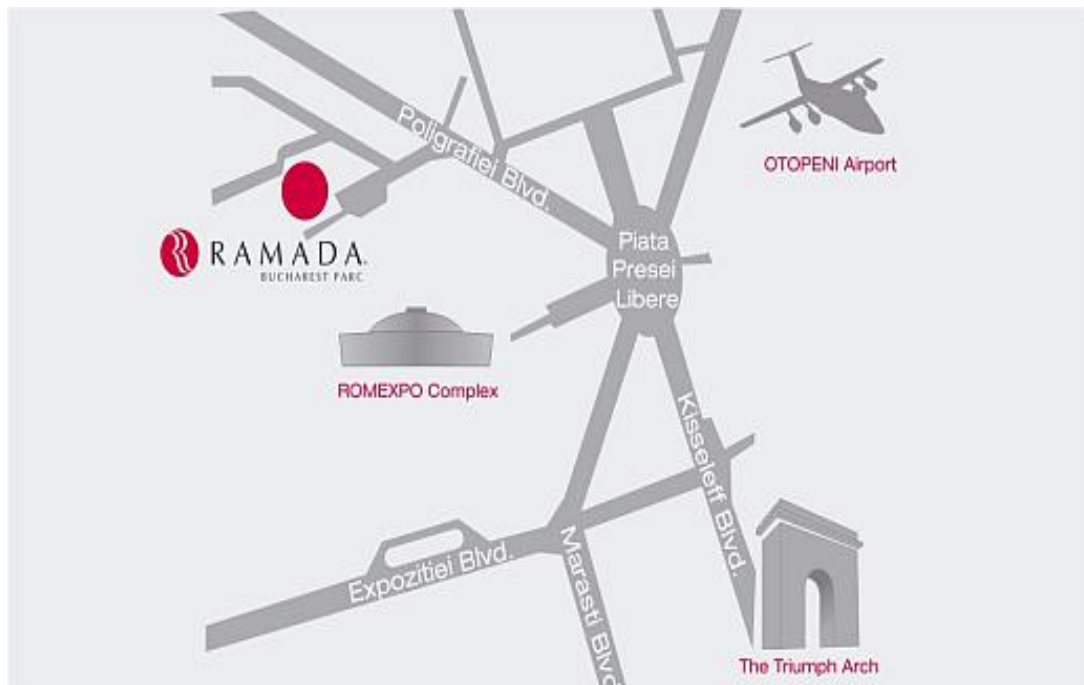 Poligrafiei Blvd.
OTOPENI Airport
RAMADA
BUCHAREST PARC
Piata
Presei
Libere
ROMEXPO Complex
Kisseleff Blvd.
Expozitiei Blvd.
Marasti Blvd
The Triumph Arch